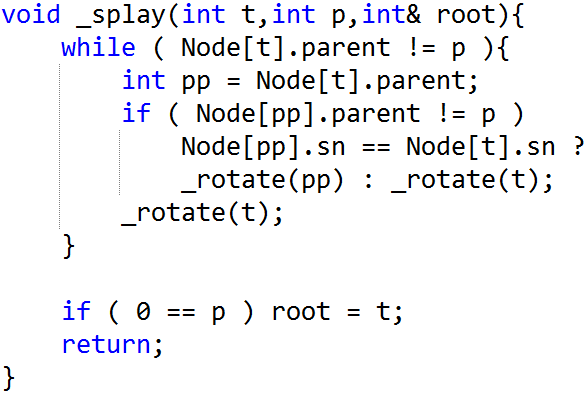 void _splay(int t,int p,int& root){
    while ( Node[t].parent != p ){
        int pp = Node[t].parent;
        if ( Node[pp].parent != p )
            Node[pp].sn == Node[t].sn ?
            _rotate(pp) : _rotate(t);
        _rotate(t);
    }

    if ( 0 == p ) root = t;
    return;
}